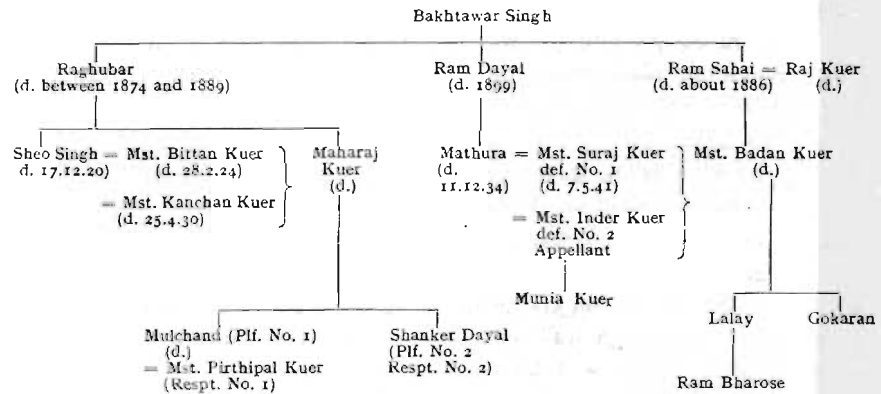 Bakhtawar Singh
Raghubar
(d. between 1874 and 1889)
Ram Dayal
(d. 1899)
Ram Sahai = Raj Kuer
(d. about 1886) (d.)
Sheo Singh = Mst. Bittan Kuer
d. 17.12.20) (d. 28.2.24)
= Mst. Kanchan Kuer
(d. 25.4.30)
Maharaj
Kuer
(d.)
Mathura = Mst. Suraj Kuer
(d. def. No. 1
11.12.34) (d. 7.5.41)
= Mst. Inder Kuer
def. No. 2
Appellant
Mst. Badan Kuer
(d.)
Munia Kuer
Mulchand (Plf. No. 1)
(d.)
= Mst. Pirthipal Kuer
(Respt. No. 1)
Shanker Dayal
(Plf. No. 2
Respt. No. 2)
Lalay Gokaran
Ram Bharose